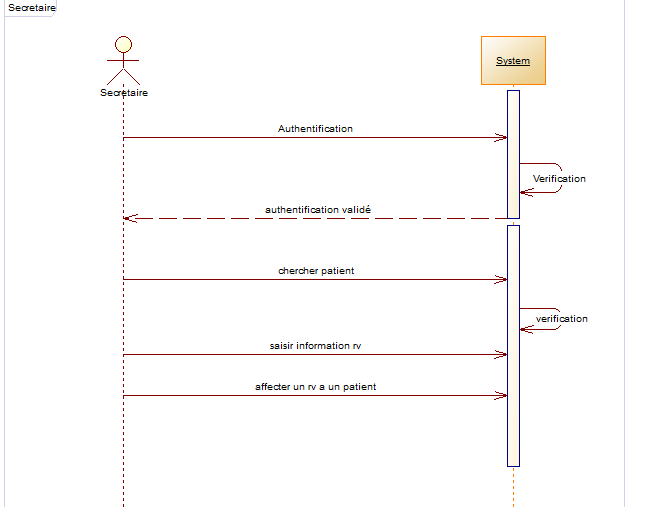 Secretaire
Secretaire
System
Authentification
Verification
authentification validé
chercher patient
verification
saisir information rv
affecter un rv a un patient